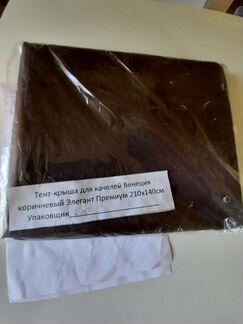 Тент-крыша для качелей Венеция
коричневый Элегант Премиум 210х140см
Упаковщик